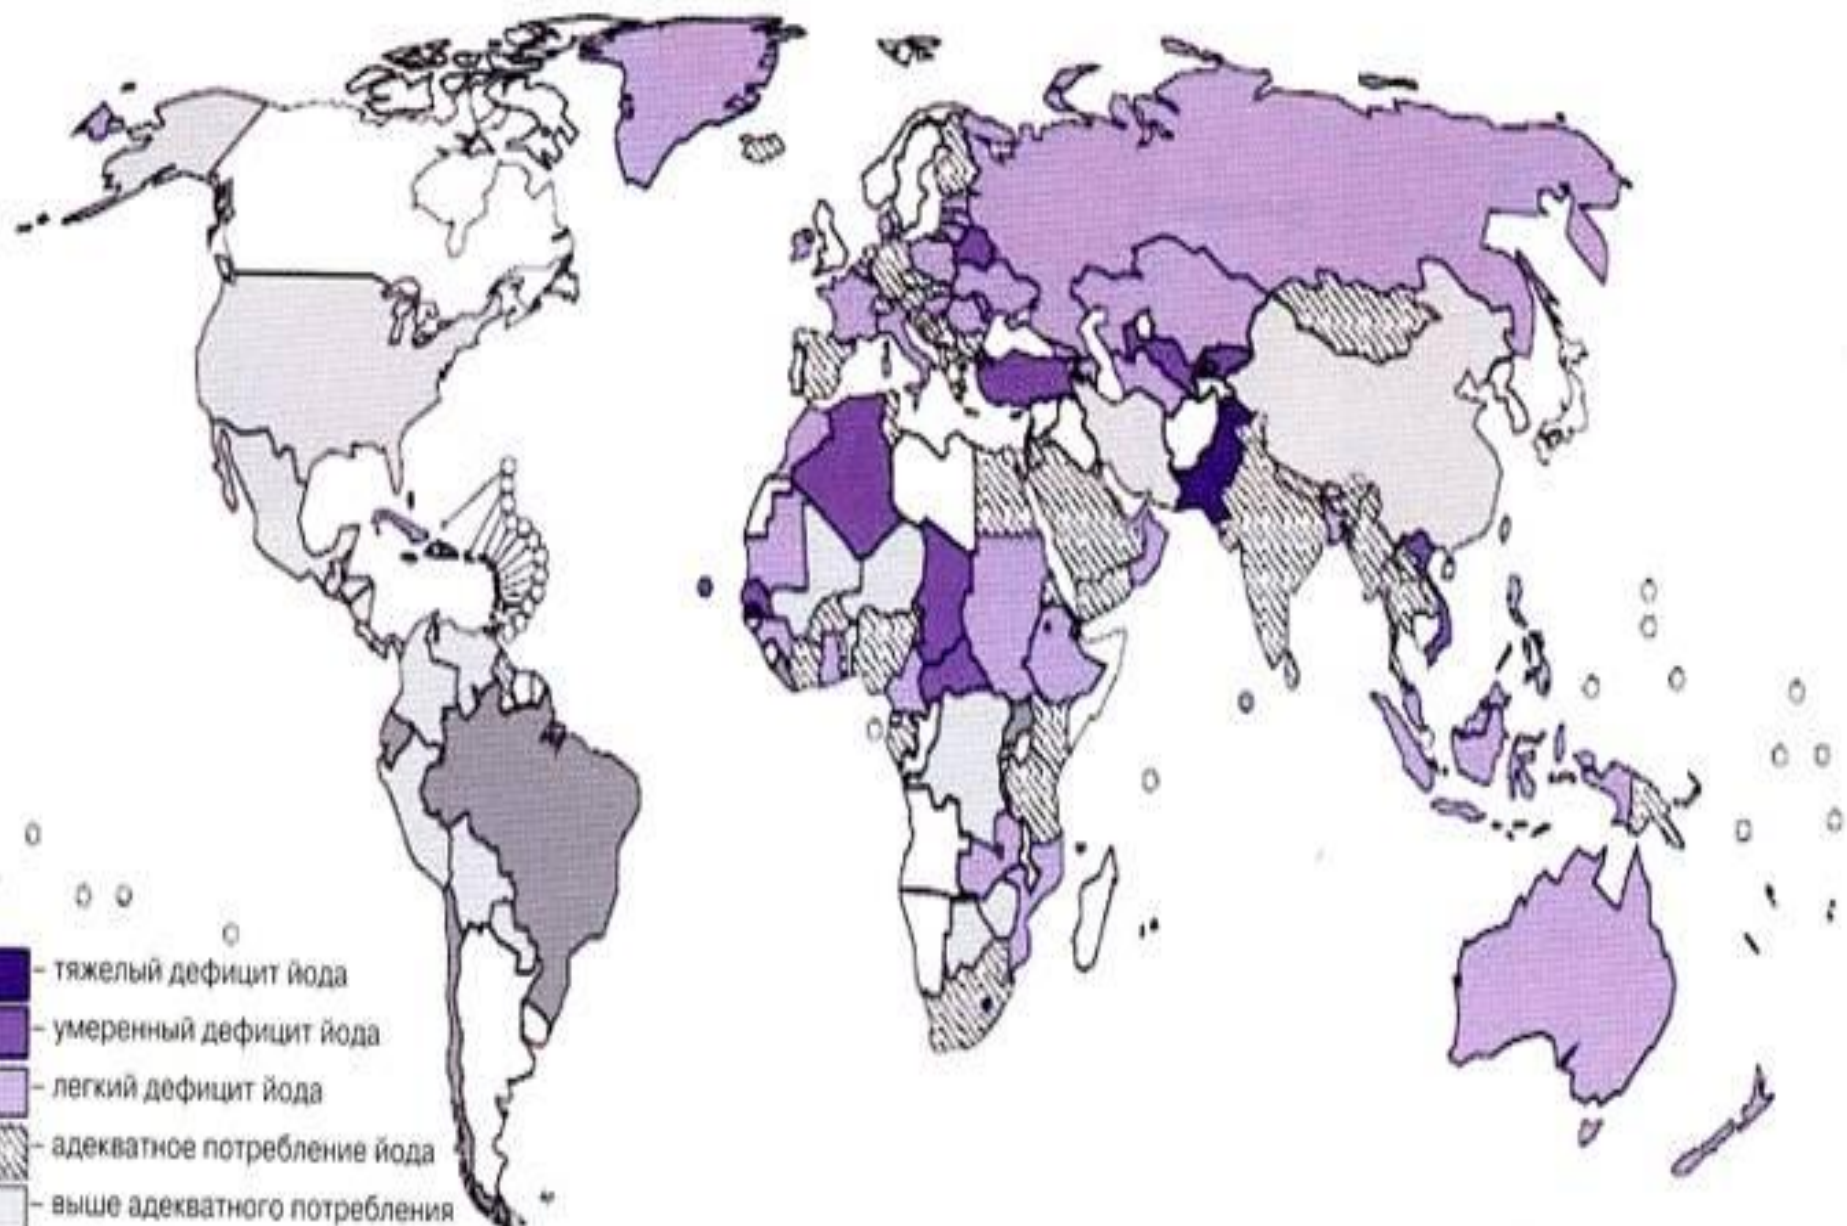 – тяжелый дефицит йода
– умеренный дефицит йода
– легкий дефицит йода
– адекватное потребление йода
– выше адекватного потребления